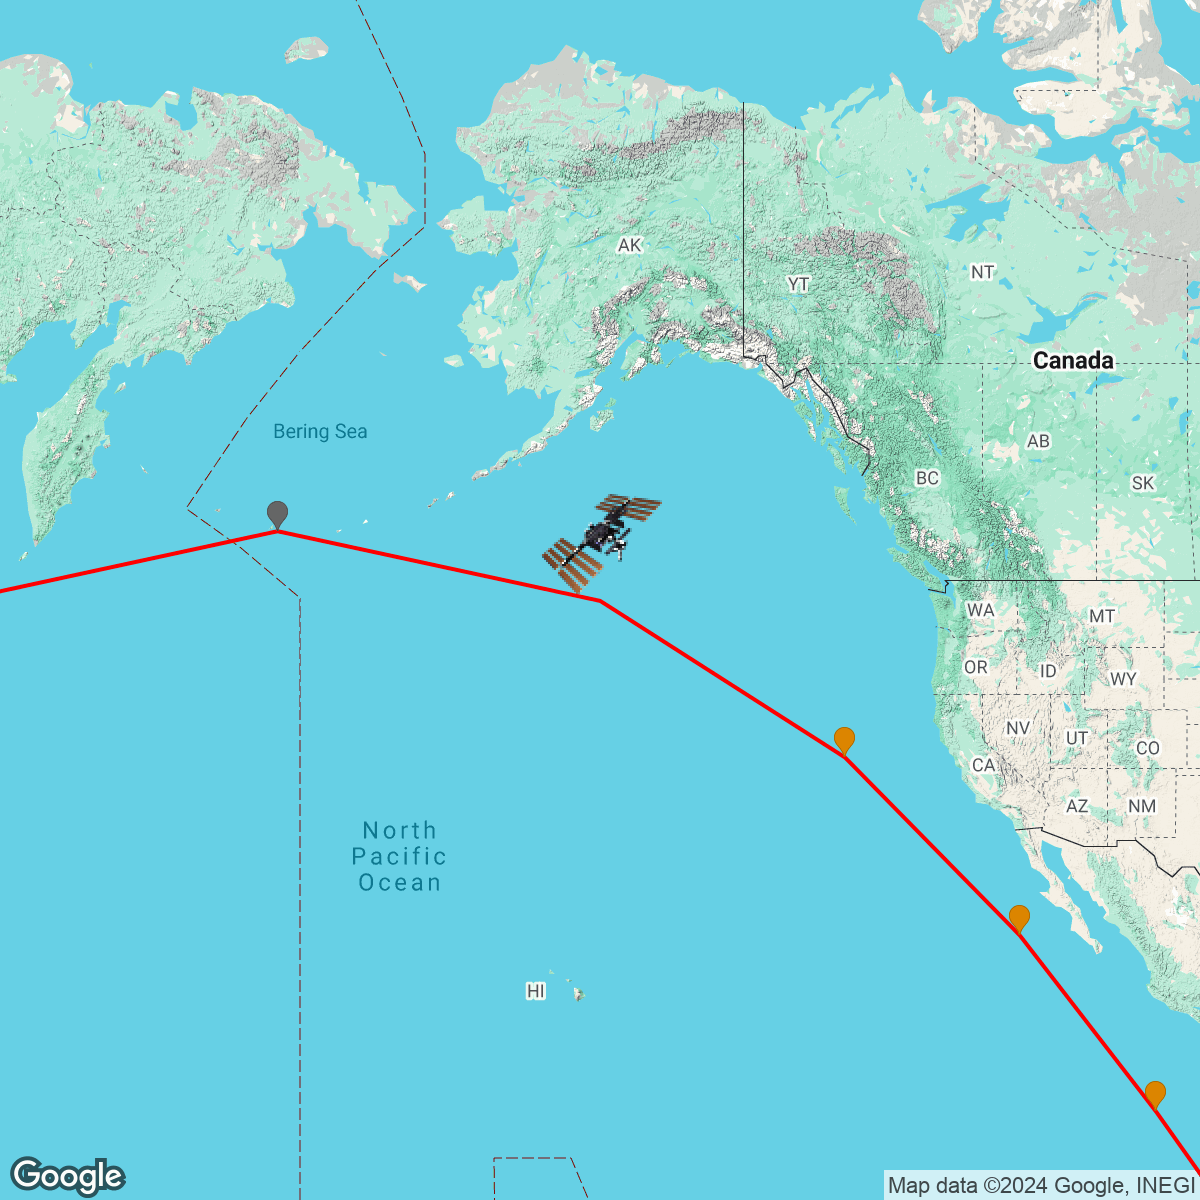 AK
YT
NT
Canada
Bering Sea
AB
BC
SK
WA
MT
OR
ID
WY
NV
UT
CO
CA
AZ
NM
North
Pacific
Ocean
HI
Google
Map data ©2024 Google, INEGI